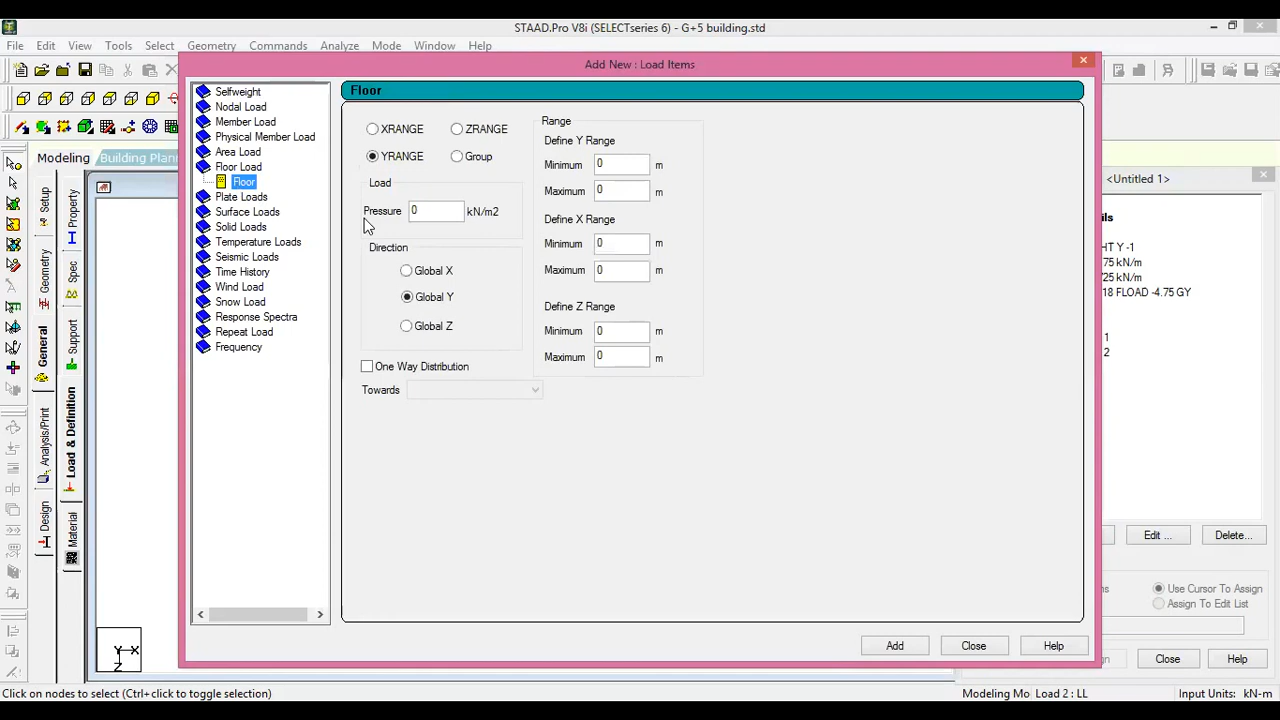 STAAD.Pro V8i (SELECTseries 6) - G+5 building.std
File Edit View Tools Select Geometry Commands Analyze Mode Window Help
Add New : Load Items
Modeling Building Plann
Setup
Geometry
General
Analysis/Print
Design
Property
Spec
Support
Load & Definition
Material
Selfweight
Nodal Load
Member Load
Physical Member Load
Area Load
Floor Load
Floor
Plate Loads
Surface Loads
Solid Loads
Temperature Loads
Seismic Loads
Time History
Wind Load
Snow Load
Response Spectra
Repeat Load
Frequency
Floor
XRANGE ZRANGE
YRANGE Group
Load
Pressure 0 kN/m2
Direction
Global X
Global Y
Global Z
One Way Distribution
Towards
Range
Define Y Range
Minimum 0 m
Maximum 0 m
Define X Range
Minimum 0 m
Maximum 0 m
Define Z Range
Minimum 0 m
Maximum 0 m
Add Close Help
<Untitled 1>
HT Y -1
75 kN/m
25 kN/m
18 FLOAD -4.75 GY
1
2
Edit ... Delete...
Use Cursor To Assign
Assign To Edit List
Close Help
Y X
Z
Click on nodes to select (Ctrl+click to toggle selection)
Modeling Mo Load 2 : LL Input Units: kN-m